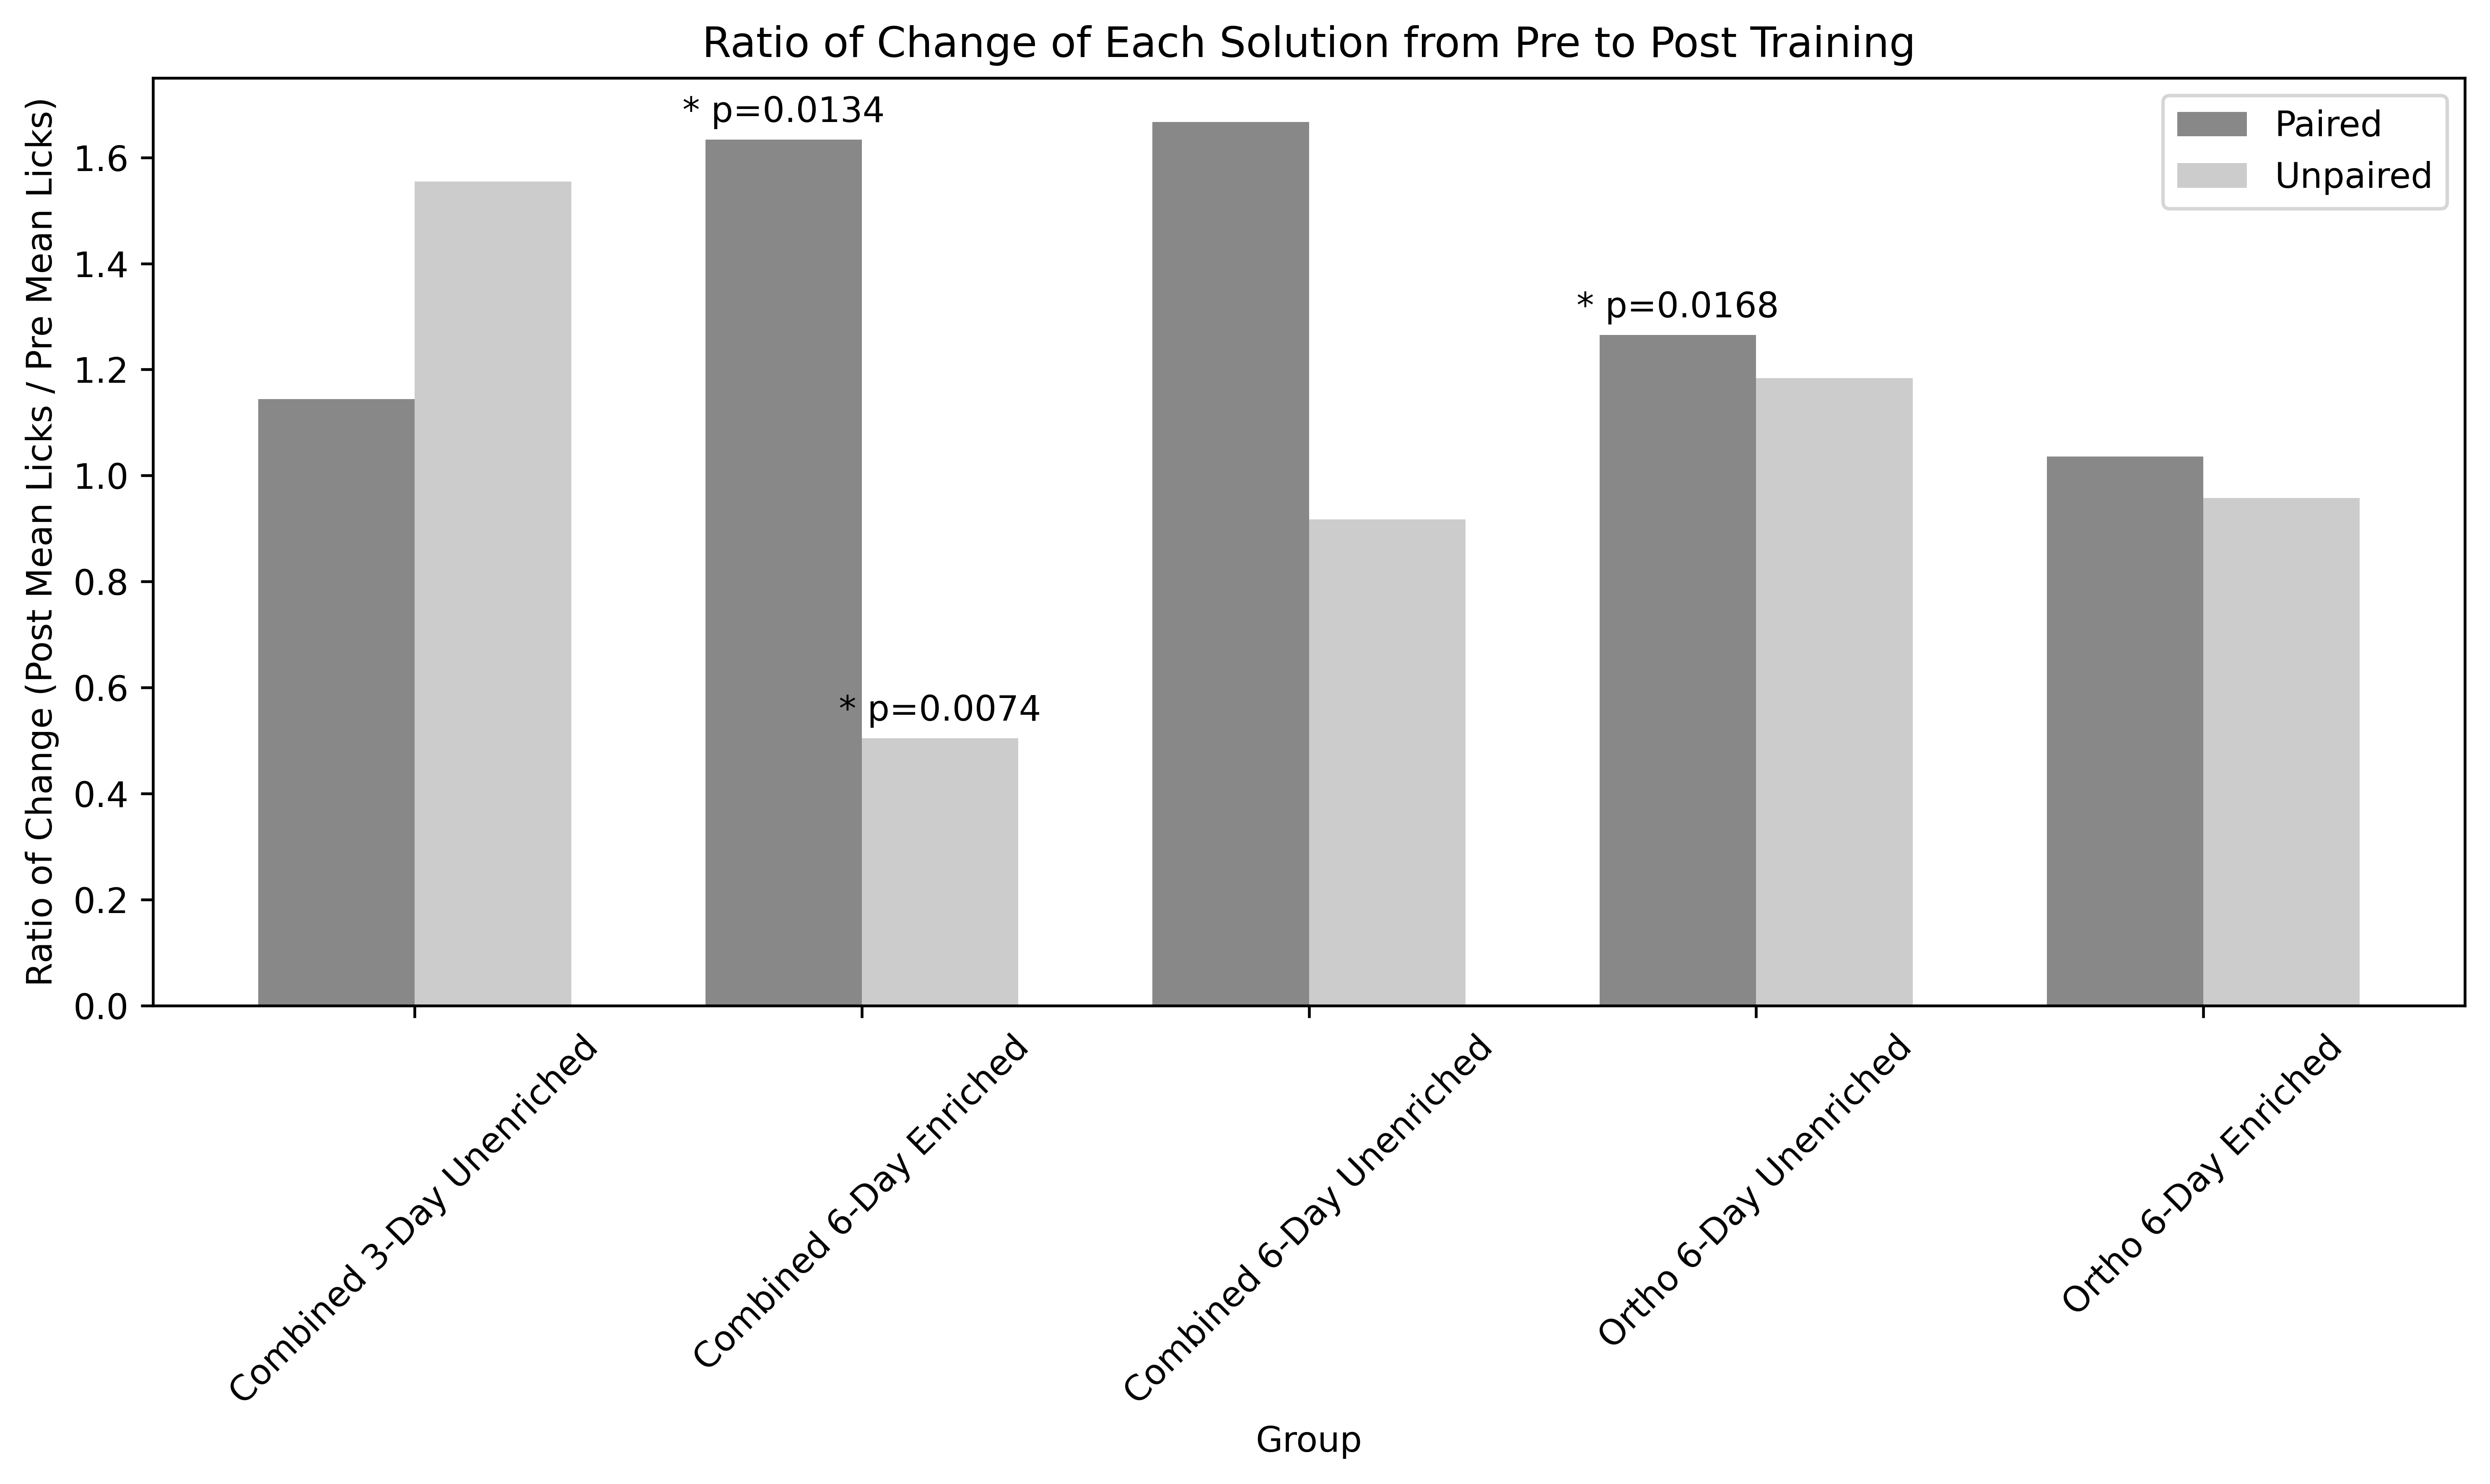 Ratio of Change of Each Solution from Pre to Post Training
Ratio of Change (Post Mean Licks / Pre Mean Licks)
1.6
1.4
1.2
1.0
0.8
0.6
0.4
0.2
0.0
* p=0.0134
* p=0.0074
* p=0.0168
Paired
Unpaired
Combined 3-Day Unenriched
Combined 6-Day Enriched
Combined 6-Day Unenriched
Ortho 6-Day Unenriched
Ortho 6-Day Enriched
Group